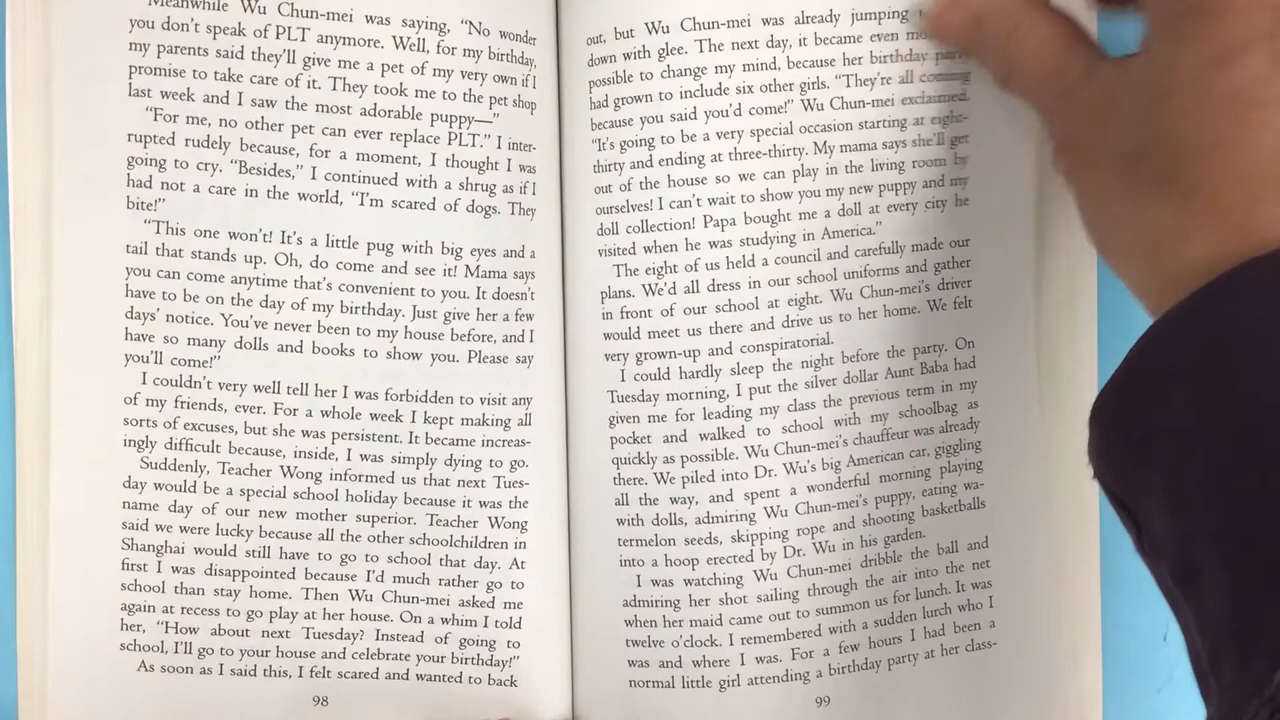 Meanwhile Wu Chun-mei was saying, “No wonder
you don’t speak of PLT anymore. Well, for my birthday,
my parents said they’ll give me a pet of my very own if I
promise to take care of it. They took me to the pet shop
last week and I saw the most adorable puppy—”
“For me, no other pet can ever replace PLT.” I inter-
rupted rudely because, for a moment, I thought I was
going to cry. “Besides,” I continued with a shrug as if I
had not a care in the world, “I’m scared of dogs. They
bite!”
“This one won’t! It’s a little pug with big eyes and a
tail that stands up. Oh, do come and see it! Mama says
you can come anytime that’s convenient to you. It doesn’t
have to be on the day of my birthday. Just give her a few
days’ notice. You’ve never been to my house before, and I
have so many dolls and books to show you. Please say
you’ll come!”
I couldn’t very well tell her I was forbidden to visit any
of my friends, ever. For a whole week I kept making all
sorts of excuses, but she was persistent. It became increas-
ingly difficult because, inside, I was simply dying to go.
Suddenly, Teacher Wong informed us that next Tues-
day would be a special school holiday because it was the
name day of our new mother superior. Teacher Wong
said we were lucky because all the other schoolchildren in
Shanghai would still have to go to school that day. At
first I was disappointed because I’d much rather go to
school than stay home. Then Wu Chun-mei asked me
again at recess to go play at her house. On a whim I told
her, “How about next Tuesday? Instead of going to
school, I’ll go to your house and celebrate your birthday!”
As soon as I said this, I felt scared and wanted to back
98
out, but Wu Chun-mei was already jumping
down with glee. The next day, it became even
possible to change my mind, because her birthday party
had grown to include six other girls. “They’re all coming
because you said you’d come!” Wu Chun-mei exclaimed.
“It’s going to be a very special occasion starting at eight-
thirty and ending at three-thirty. My mama says she’ll get
out of the house so we can play in the living room by
ourselves! I can’t wait to show you my new puppy and my
doll collection! Papa bought me a doll at every city he
visited when he was studying in America.”
The eight of us held a council and carefully made our
plans. We’d all dress in our school uniforms and gather
in front of our school at eight. Wu Chun-mei’s driver
would meet us there and drive us to her home. We felt
very grown-up and conspiratorial.
I could hardly sleep the night before the party. On
Tuesday morning, I put the silver dollar Aunt Baba had
given me for leading my class the previous term in my
pocket and walked to school with my schoolbag as
quickly as possible. Wu Chun-mei’s chauffeur was already
there. We piled into Dr. Wu’s big American car, giggling
all the way, and spent a wonderful morning playing
with dolls, admiring Wu Chun-mei’s puppy, eating wa-
termelon seeds, skipping rope and shooting basketballs
into a hoop erected by Dr. Wu in his garden.
I was watching Wu Chun-mei dribble the ball and
admiring her shot sailing through the air into the net
when her maid came out to summon us for lunch. It was
twelve o’clock. I remembered with a sudden lurch who I
was and where I was. For a few hours I had been a
normal little girl attending a birthday party at her class-
99